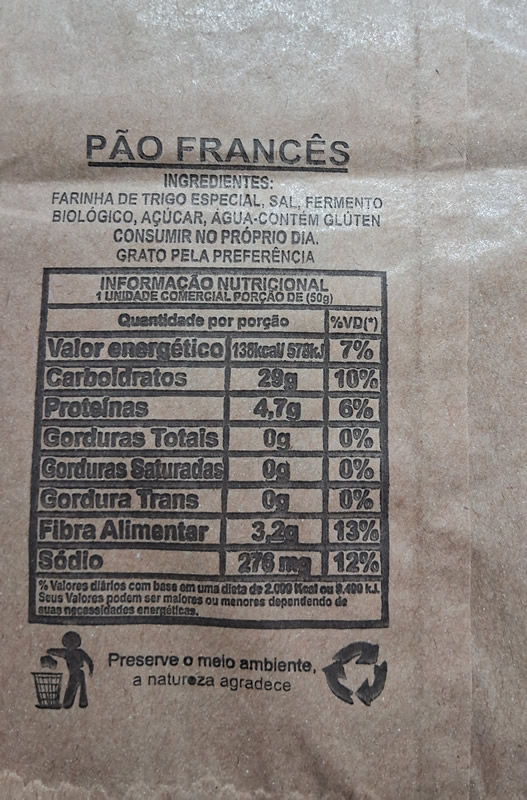 PÃO FRANCÊS
INGREDIENTES:
FARINHA DE TRIGO ESPECIAL, SAL, FERMENTO
BIOLÓGICO, AÇÚCAR, ÁGUA-CONTÉM GLÚTEN
CONSUMIR NO PRÓPRIO DIA.
GRATO PELA PREFERÊNCIA
INFORMAÇÃO NUTRICIONAL
1 UNIDADE COMERCIAL PORÇÃO DE (50g)
Quantidade por porção %VD(*)
Valor energético 138kcal/ 578kJ 7%
Carboidratos 29g 10%
Proteínas 4,7g 6%
Gorduras Totais 0g 0%
Gorduras Saturadas 0g 0%
Gordura Trans 0g 0%
Fibra Alimentar 3,2g 13%
Sódio 276 mg 12%
% Valores diários com base em uma dieta de 2.000 Kcal ou 8.400 kJ.
Seus Valores podem ser maiores ou menores dependendo de
suas necessidades energéticas.
Preserve o meio ambiente,
a natureza agradece